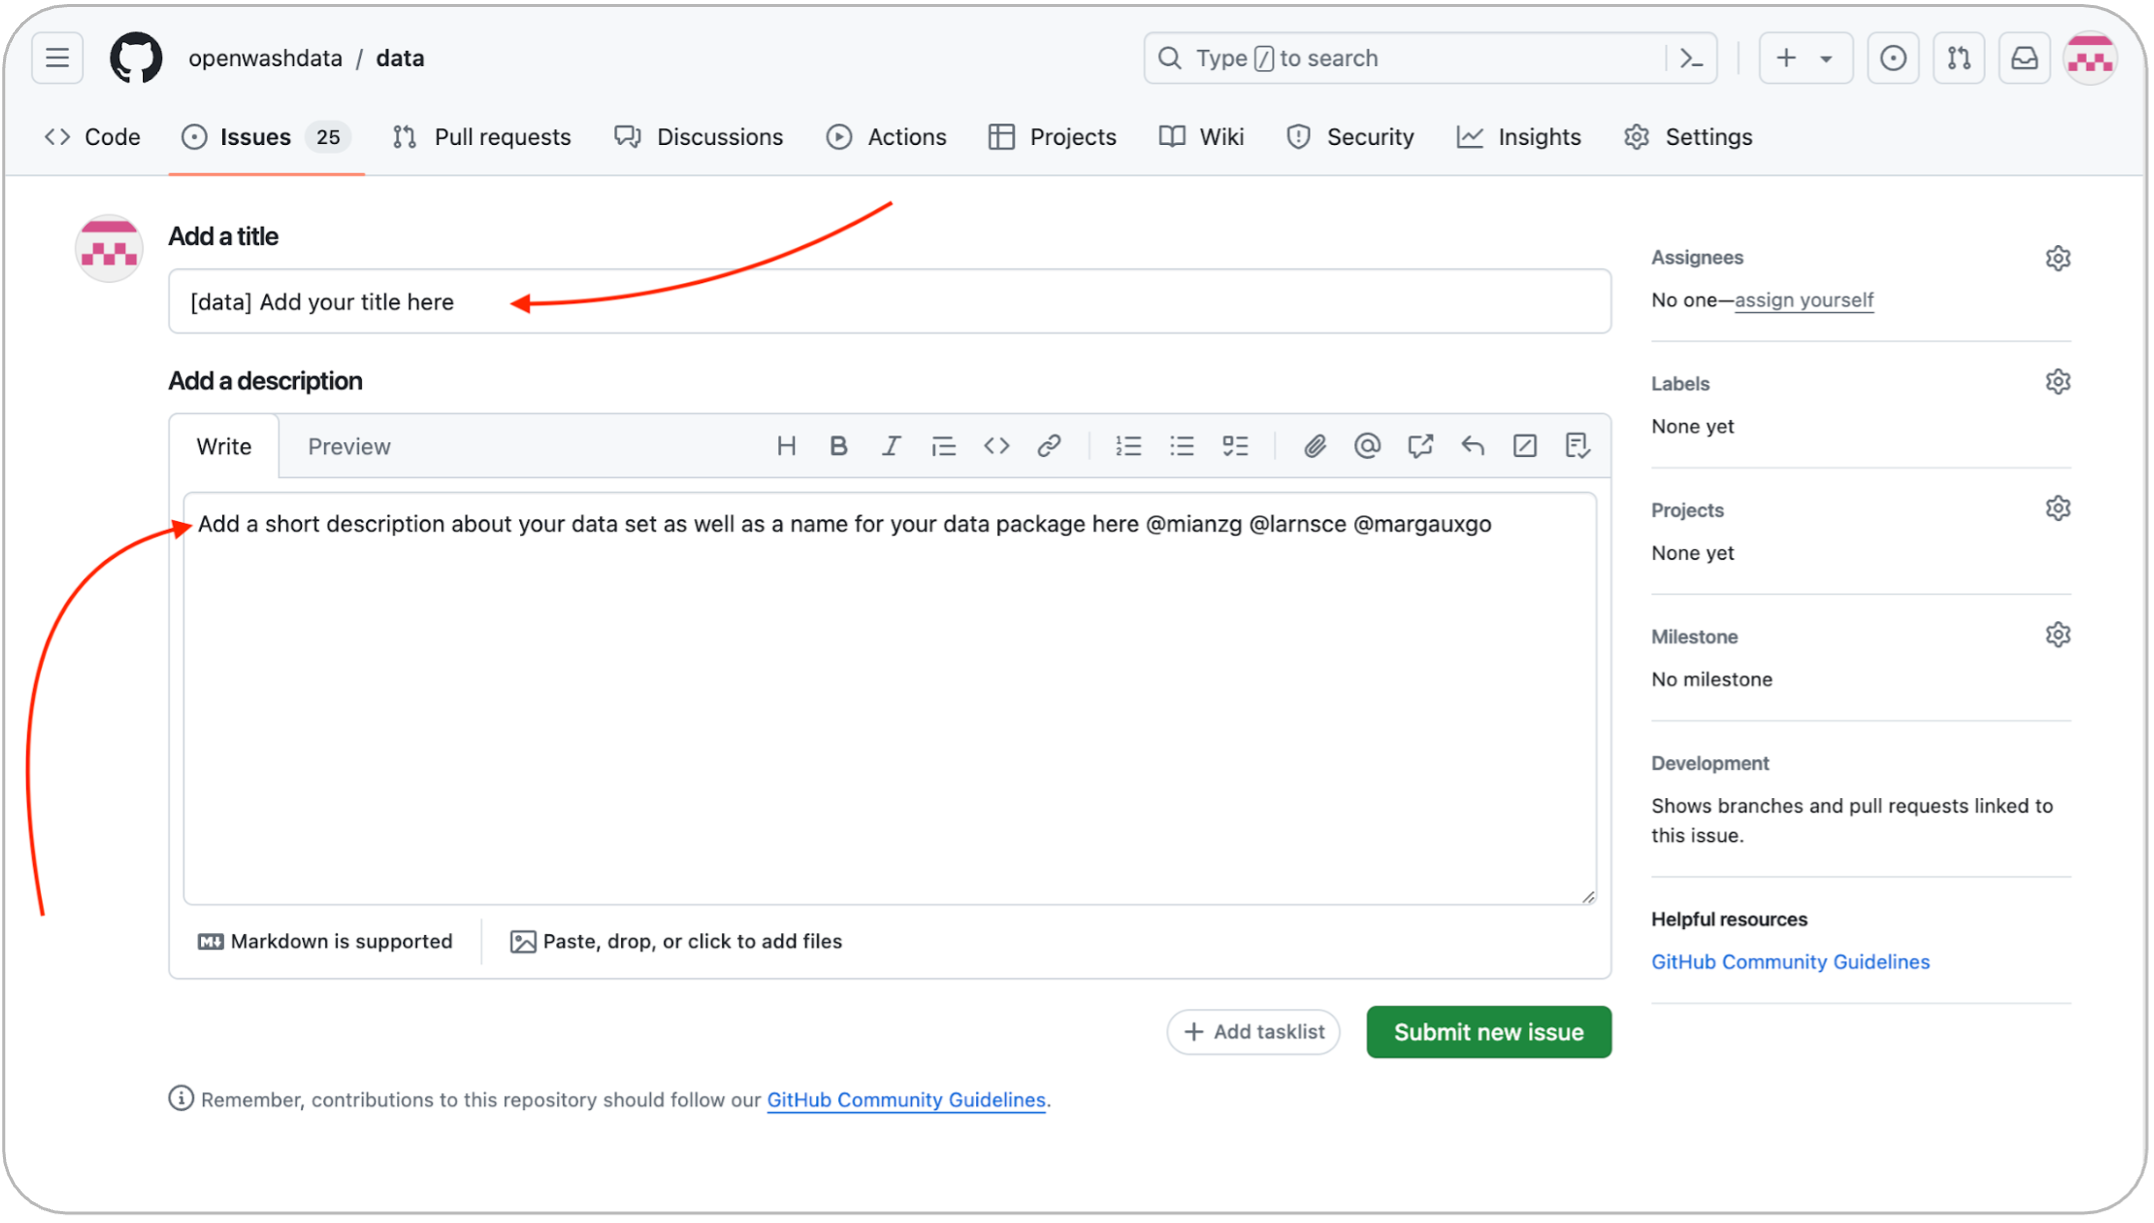 openwashdata / data
Type / to search
Code
Issues 25
Pull requests
Discussions
Actions
Projects
Wiki
Security
Insights
Settings
Add a title
[data] Add your title here
Add a description
Write
Preview
H B I
Add a short description about your data set as well as a name for your data package here @mianzg @larnsce @margauxgo
Markdown is supported
Paste, drop, or click to add files
Add tasklist
Submit new issue
Remember, contributions to this repository should follow our GitHub Community Guidelines.
Assignees
No one—assign yourself
Labels
None yet
Projects
None yet
Milestone
No milestone
Development
Shows branches and pull requests linked to
this issue.
Helpful resources
GitHub Community Guidelines